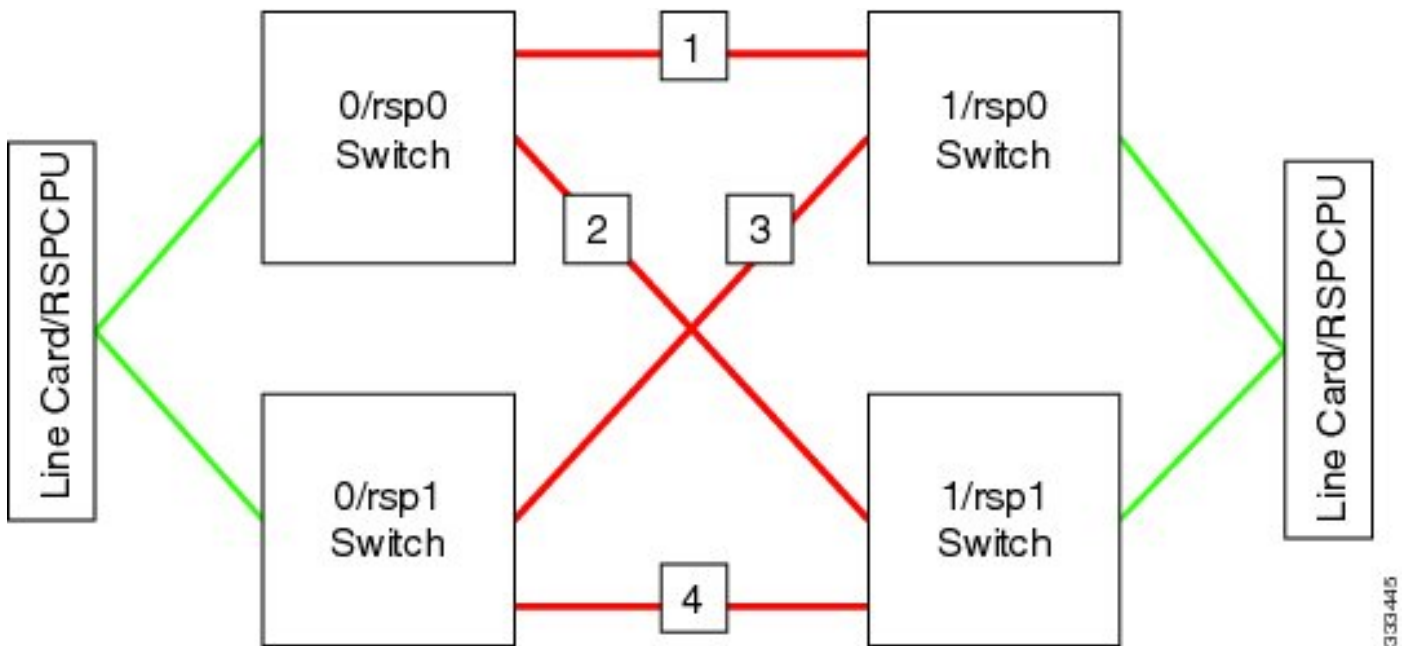 1
0/rsp0
Switch
1/rsp0
Switch
Line Card/RSPCPU
2
3
Line Card/RSPCPU
0/rsp1
Switch
1/rsp1
Switch
4
333445